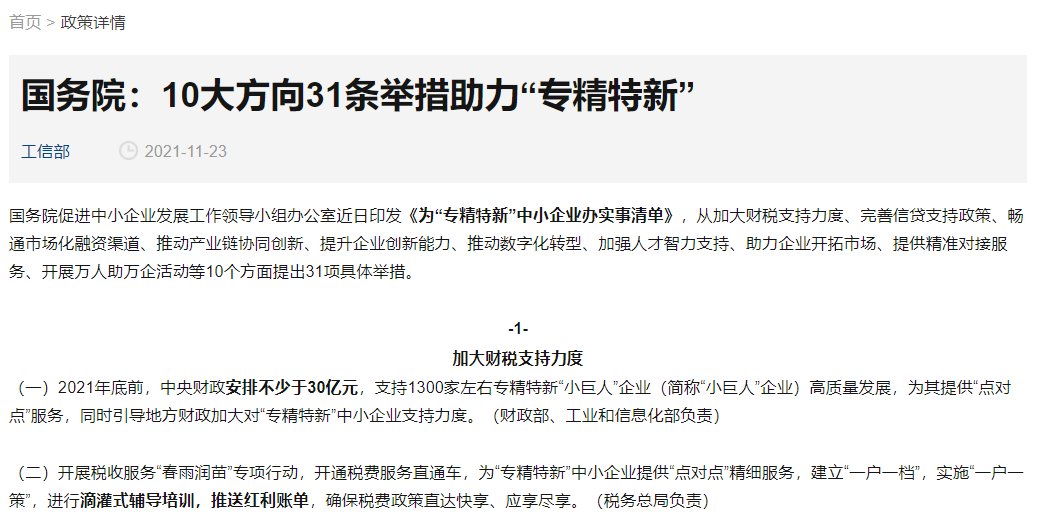 首页 > 政策详情
国务院：10大方向31条举措助力“专精特新”
工信部 2021-11-23
国务院促进中小企业发展工作领导小组办公室近日印发《为“专精特新”中小企业办实事清单》，从加大财税支持力度、完善信贷支持政策、畅
通市场化融资渠道、推动产业链协同创新、提升企业创新能力、推动数字化转型、加强人才智力支持、助力企业开拓市场、提供精准对接服
务、开展万人助万企活动等10个方面提出31项具体举措。
-1-
加大财税支持力度
（一）2021年底前，中央财政安排不少于30亿元，支持1300家左右专精特新“小巨人”企业（简称“小巨人”企业）高质量发展，为其提供“点对
点”服务，同时引导地方财政加大对“专精特新”中小企业支持力度。（财政部、工业和信息化部负责）
（二）开展税收服务“春雨润苗”专项行动，开通税费服务直通车，为“专精特新”中小企业提供“点对点”精细服务，建立“一户一档”，实施“一户一
策”，进行滴灌式辅导培训，推送红利账单，确保税费政策直达快享、应享尽享。（税务总局负责）